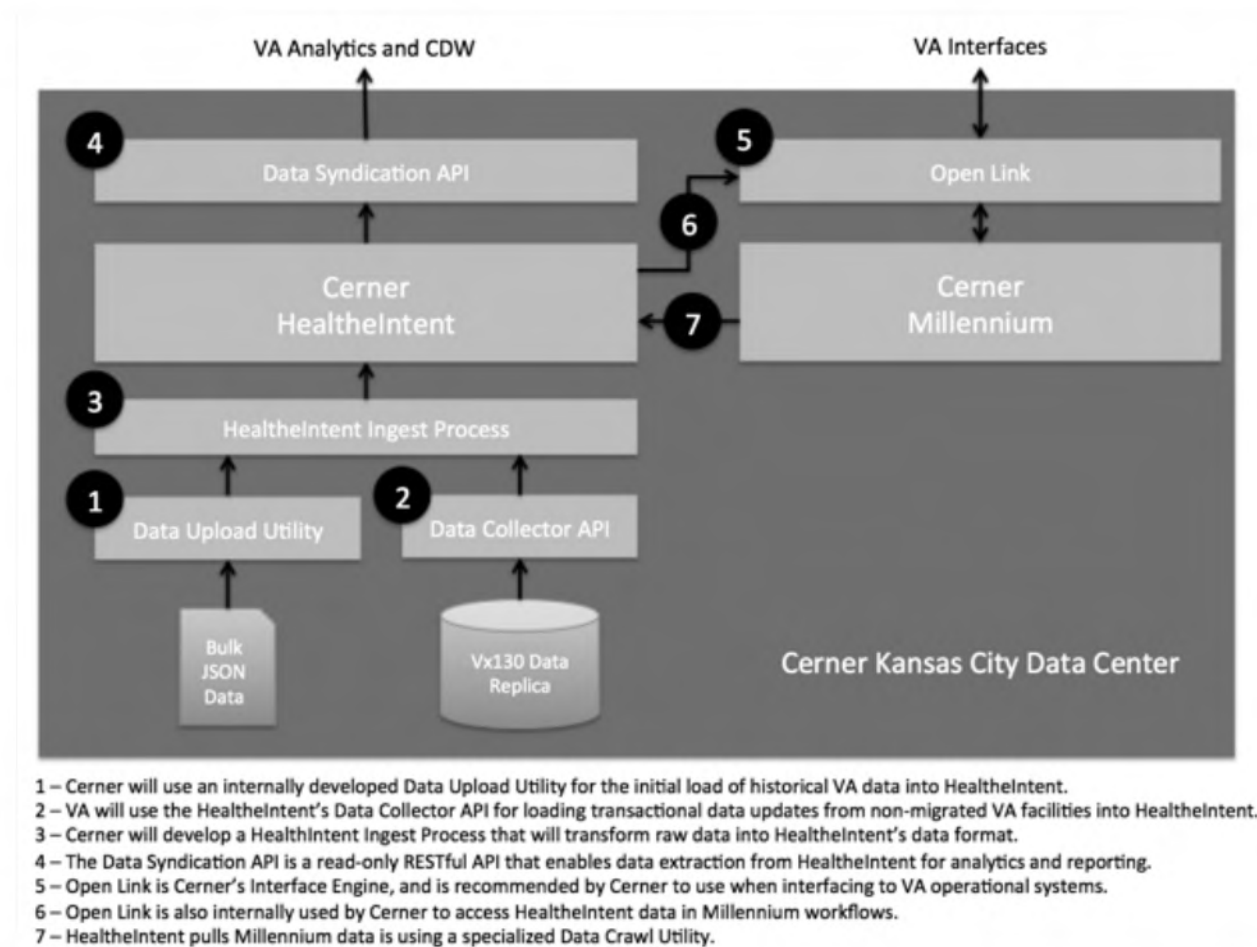 VA Analytics and CDW
VA Interfaces
4
Data Syndication API
5
Open Link
6
Cerner
HealtheIntent
7
Cerner
Millennium
3
HealtheIntent Ingest Process
1
Data Upload Utility
2
Data Collector API
Bulk
JSON
Data
Vx130 Data
Replica
Cerner Kansas City Data Center
1 – Cerner will use an internally developed Data Upload Utility for the initial load of historical VA data into HealtheIntent.
2 – VA will use the HealtheIntent's Data Collector API for loading transactional data updates from non-migrated VA facilities into HealtheIntent.
3 – Cerner will develop a HealthIntent Ingest Process that will transform raw data into HealtheIntent's data format.
4 – The Data Syndication API is a read-only RESTful API that enables data extraction from HealtheIntent for analytics and reporting.
5 – Open Link is Cerner's Interface Engine, and is recommended by Cerner to use when interfacing to VA operational systems.
6 – Open Link is also internally used by Cerner to access HealtheIntent data in Millennium workflows.
7 – HealtheIntent pulls Millennium data is using a specialized Data Crawl Utility.